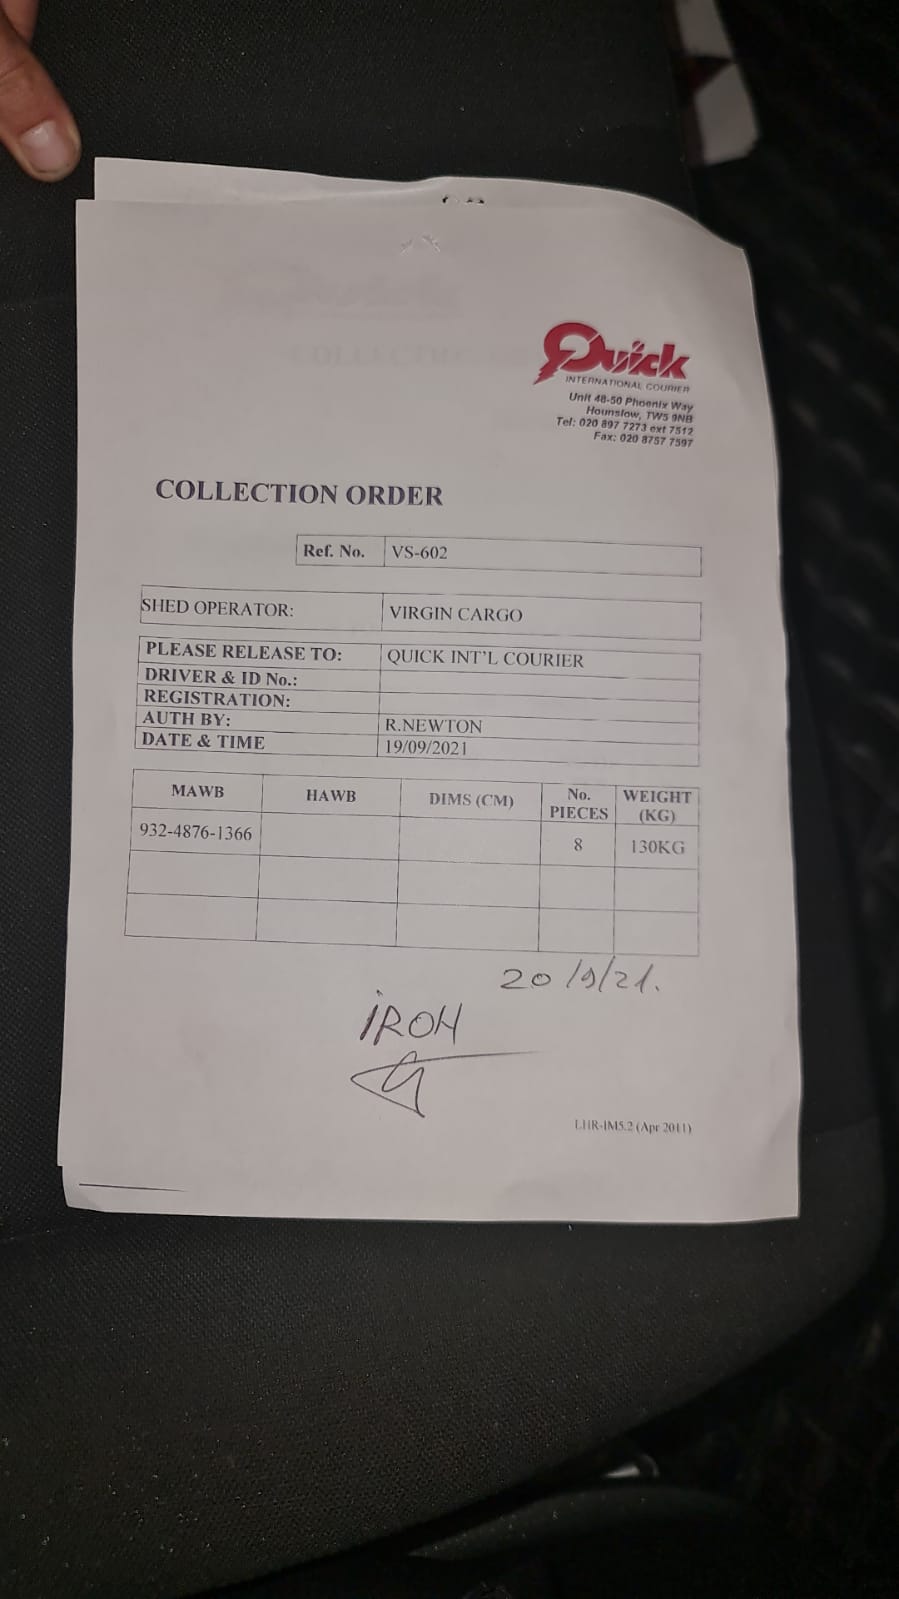 Quick
INTERNATIONAL COURIER
Unit 48-50 Phoenix Way
Hounslow, TW5 9NB
Tel: 020 897 7273 ext 7512
Fax: 020 8757 7597
COLLECTION ORDER
Ref. No. VS-602
SHED OPERATOR: VIRGIN CARGO
PLEASE RELEASE TO: QUICK INT'L COURIER
DRIVER & ID No.:
REGISTRATION:
AUTH BY: R.NEWTON
DATE & TIME 19/09/2021
MAWB HAWB DIMS (CM) No. PIECES WEIGHT (KG)
932-4876-1366 8 130KG
20/9/21.
IROH
LHR-IM5.2 (Apr 2011)